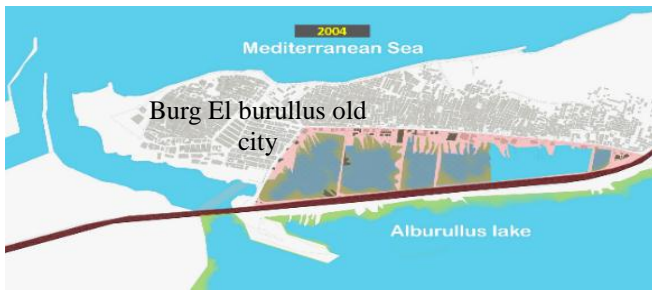 2004
Mediterranean Sea
Burg El burullus old
city
Alburullus lake